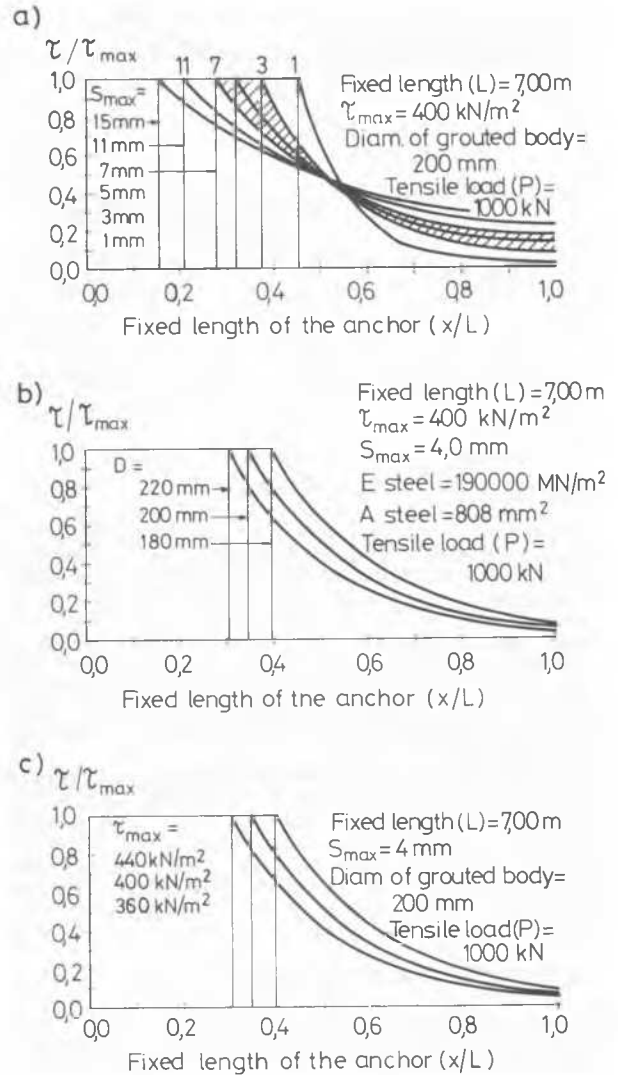 a)
τ/τmax
11 7 3 1
1,0
0,8
0,6
0,4
0,2
0,0
Smax=
15mm
11mm
7mm
5mm
3mm
1mm
Fixed length (L) = 7,00 m
τmax = 400 kN/m²
Diam. of grouted body=
200 mm
Tensile load (P) =
1000 kN
0,0 0,2 0,4 0,6 0,8 1,0
Fixed length of the anchor (x/L)
b)
τ/τmax
1,0
0,8
0,6
0,4
0,2
0,0
D =
220 mm
200 mm
180 mm
Fixed length (L) = 7,00 m
τmax = 400 kN/m²
Smax = 4,0 mm
E steel = 190000 MN/m²
A steel = 808 mm²
Tensile load (P) =
1000 kN
0,0 0,2 0,4 0,6 0,8 1,0
Fixed length of the anchor (x/L)
c)
τ/τmax
1,0
0,8
0,6
0,4
0,2
0,0
τmax =
440 kN/m²
400 kN/m²
360 kN/m²
Fixed length (L) = 7,00 m
Smax = 4 mm
Diam of grouted body=
200 mm
Tensile load (P) =
1000 kN
0,0 0,2 0,4 0,6 0,8 1,0
Fixed length of the anchor (x/L)